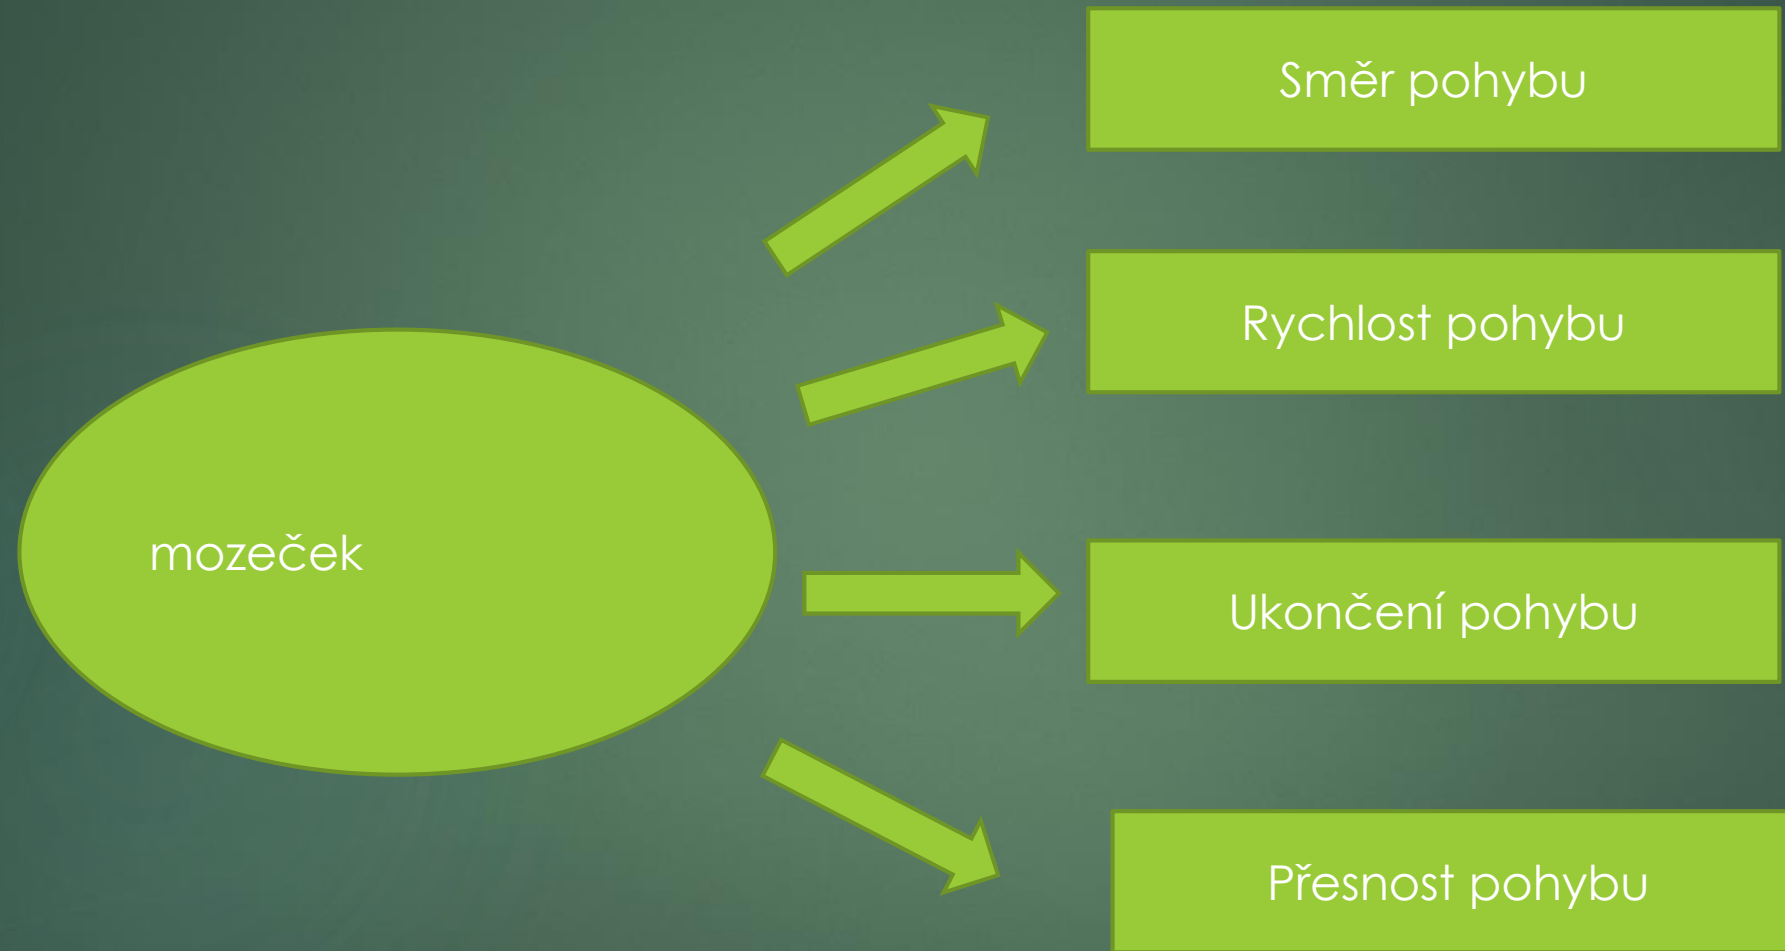 Směr pohybu
Rychlost pohybu
mozeček
Ukončení pohybu
Přesnost pohybu